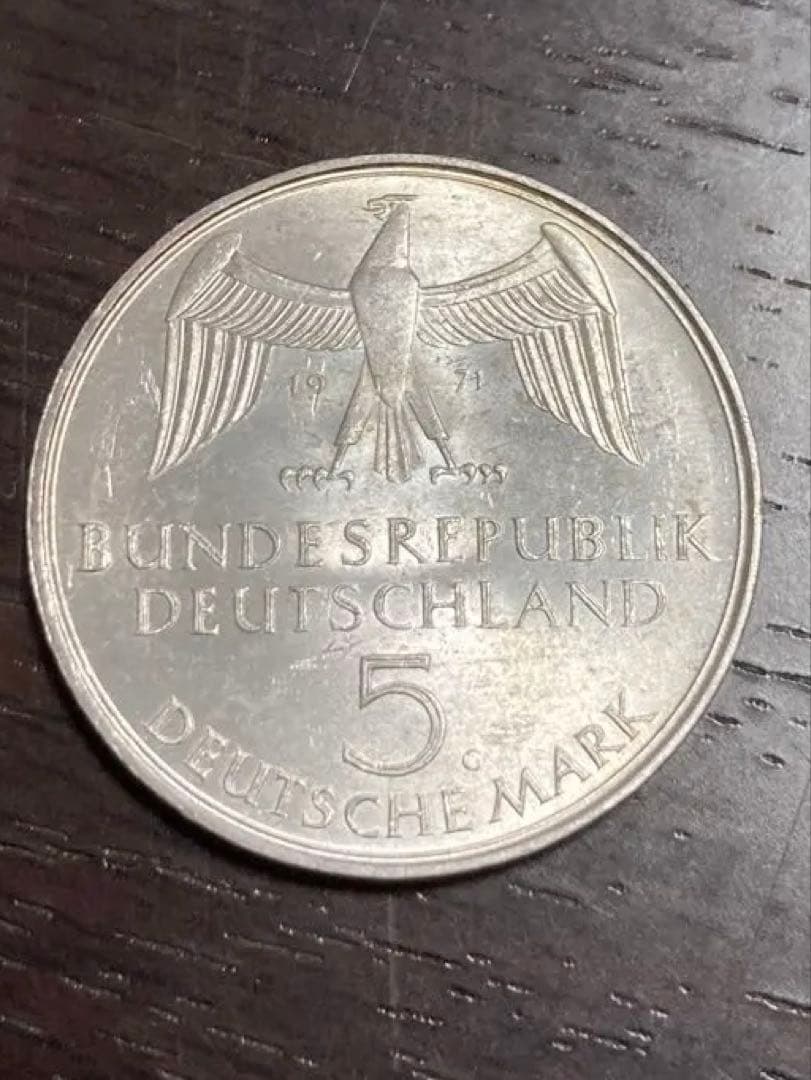 19 71
BUNDESREPUBLIK
DEUTSCHLAND
5
G
DEUTSCHE MARK